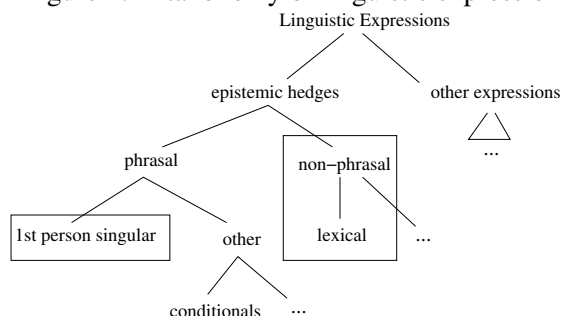 Linguistic Expressions
epistemic hedges
other expressions
phrasal
non−phrasal
...
1st person singular
other
lexical
...
conditionals
...